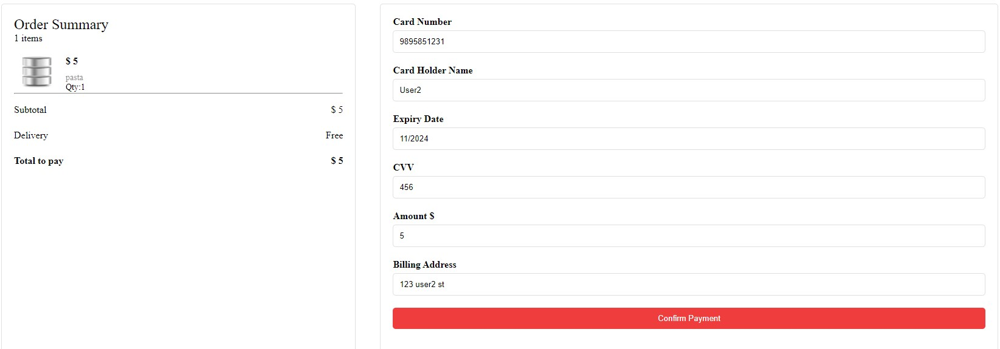 Order Summary
1 items
$ 5
pasta
Qty:1
Subtotal $ 5
Delivery Free
Total to pay $ 5
Card Number
9895851231
Card Holder Name
User2
Expiry Date
11/2024
CVV
456
Amount $
5
Billing Address
123 user2 st
Confirm Payment